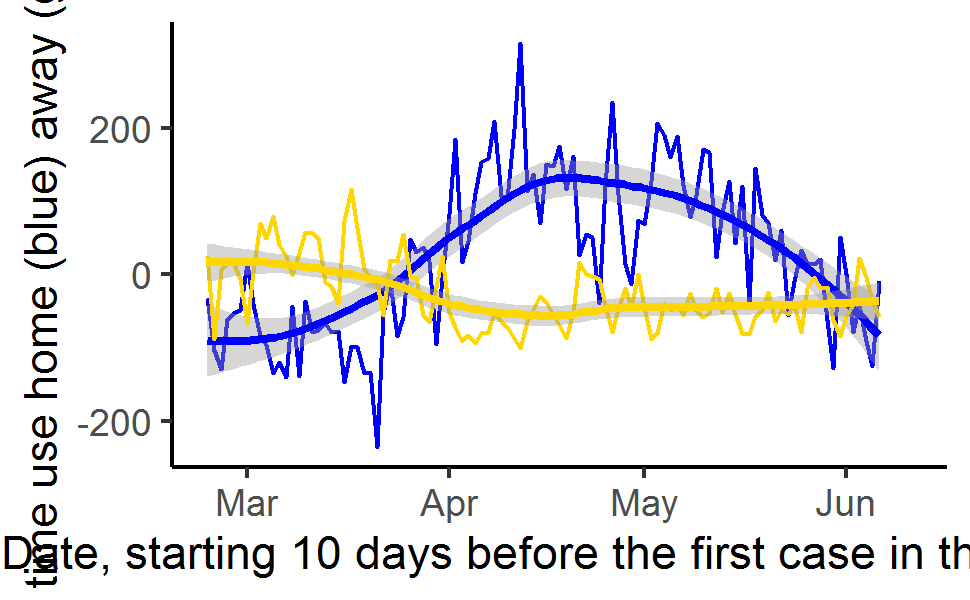 time use home (blue) away (
200
0
-200
Mar Apr May Jun
Date, starting 10 days before the first case in th